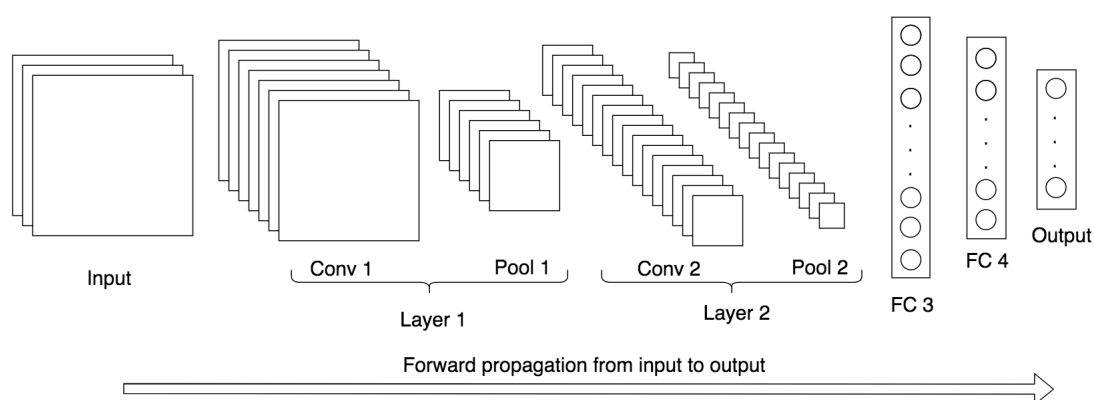 Input
Conv 1
Pool 1
Layer 1
Conv 2
Pool 2
Layer 2
FC 3
FC 4
Output
Forward propagation from input to output